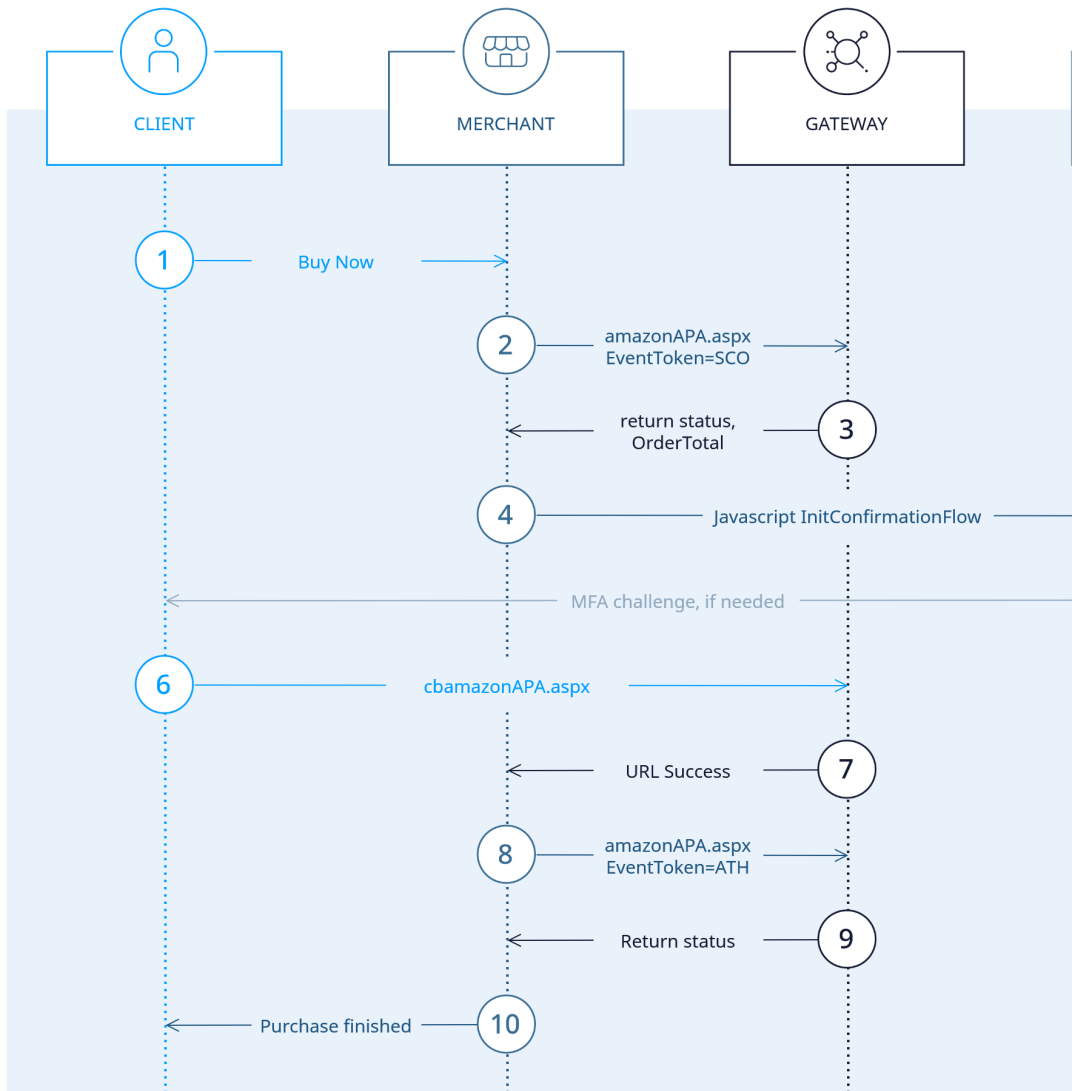 CLIENT
MERCHANT
GATEWAY
1
Buy Now
2
amazonAPA.aspx
EventToken=SCO
return status,
OrderTotal
3
4
Javascript InitConfirmationFlow
MFA challenge, if needed
6
cbamazonAPA.aspx
URL Success
7
8
amazonAPA.aspx
EventToken=ATH
Return status
9
Purchase finished
10